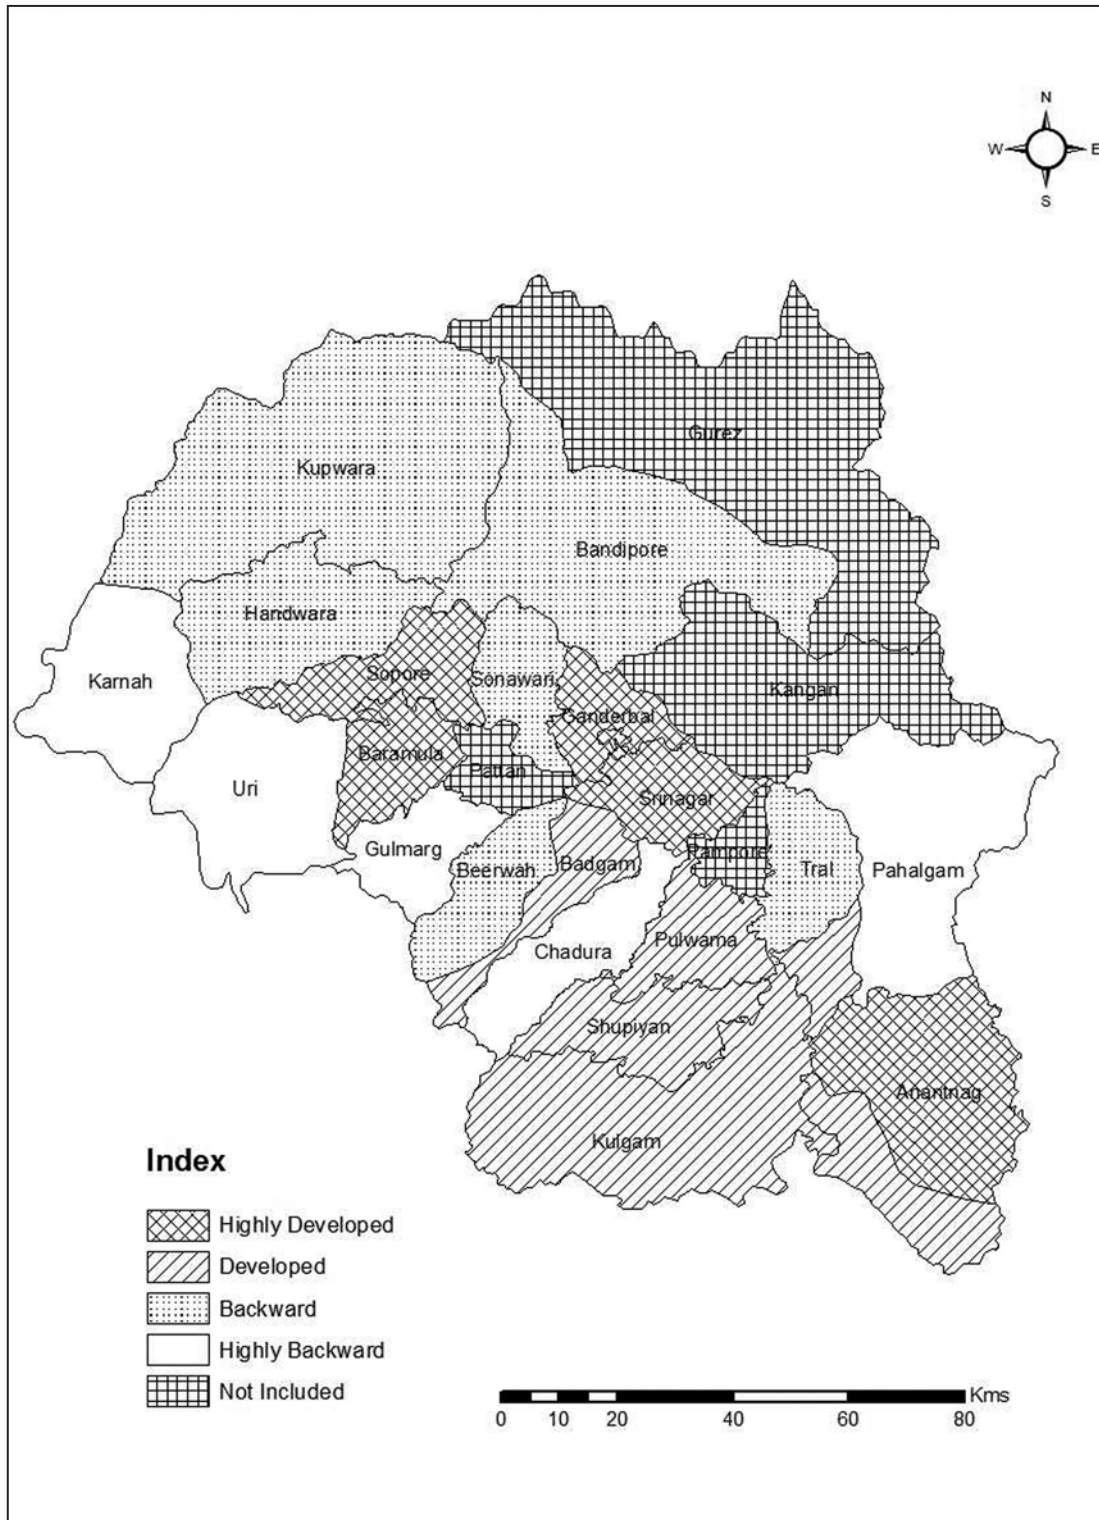 N
W E
S
Gurez
Kupwara
Bandipore
Handwara
Sopore
Sonawari
Karnah
Kangan
Ganderbal
Baramula
Pattan
Uri
Srinagar
Gulmarg
Beerwah
Badgam
Pampore
Tral
Pahalgam
Pulwama
Chadura
Shupiyan
Anantnag
Kulgam
Index
Highly Developed
Developed
Backward
Highly Backward
Not Included
Kms
0 10 20 40 60 80